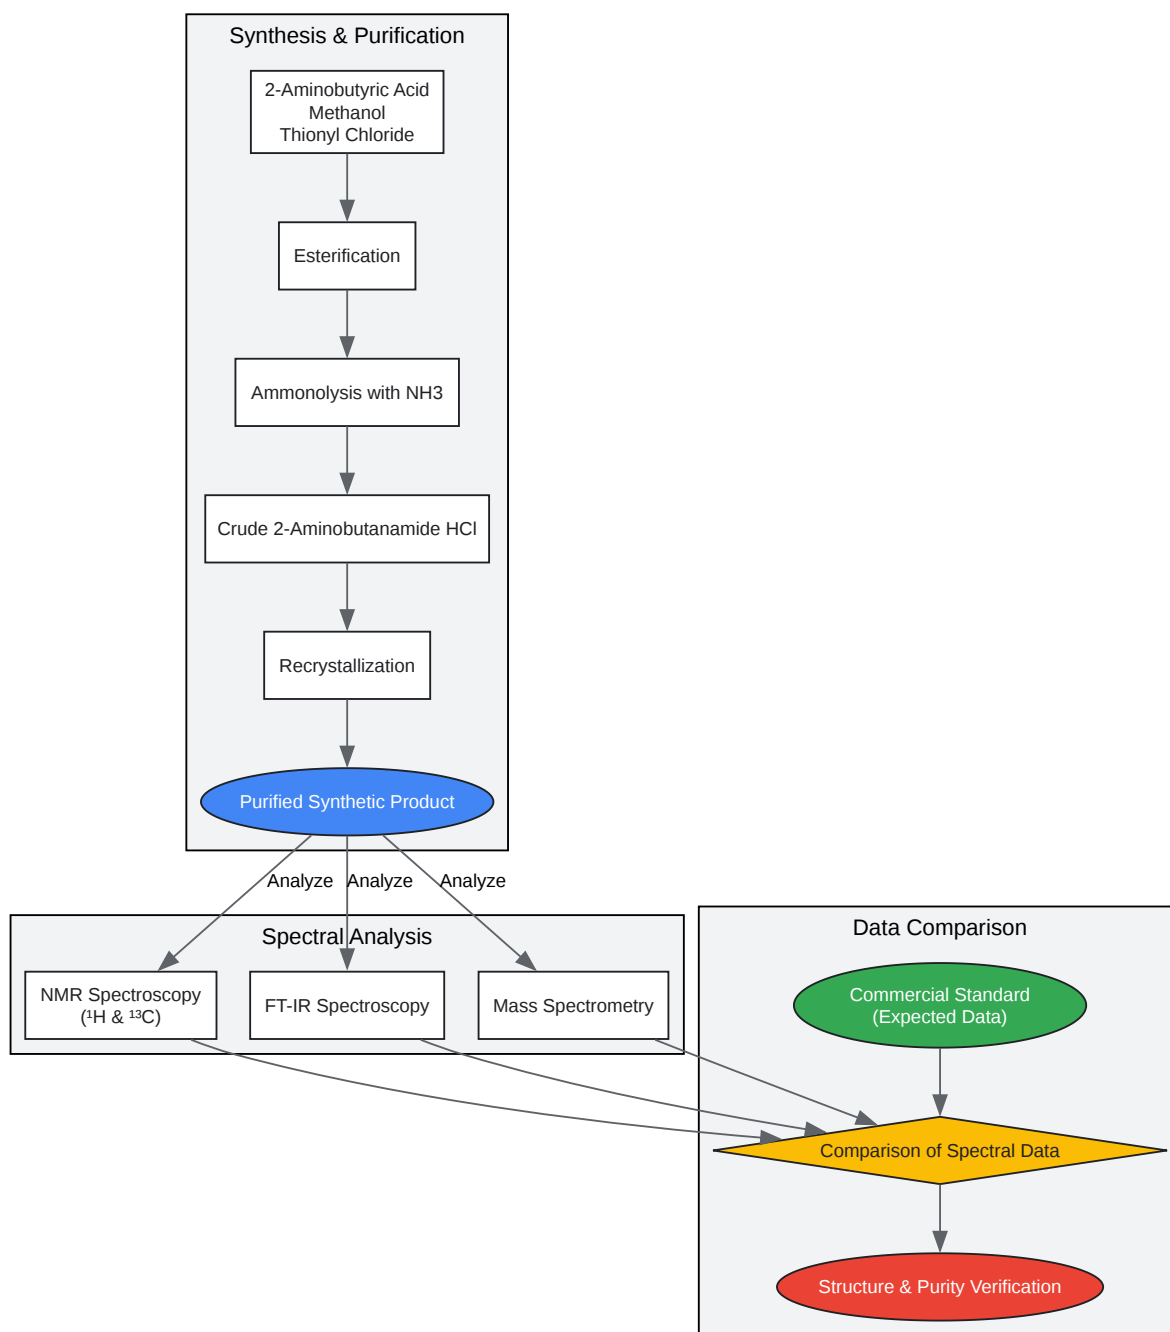 Synthesis & Purification
2-Aminobutyric Acid
Methanol
Thionyl Chloride
Esterification
Ammonolysis with NH3
Crude 2-Aminobutanamide HCl
Recrystallization
Purified Synthetic Product
Analyze
Analyze
Analyze
Spectral Analysis
NMR Spectroscopy
(¹H & ¹³C)
FT-IR Spectroscopy
Mass Spectrometry
Data Comparison
Commercial Standard
(Expected Data)
Comparison of Spectral Data
Structure & Purity Verification